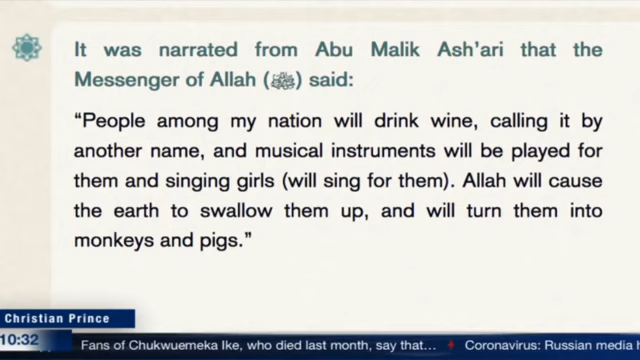 It was narrated from Abu Malik Ash'ari that the
Messenger of Allah (ﷺ) said:
“People among my nation will drink wine, calling it by
another name, and musical instruments will be played for
them and singing girls (will sing for them). Allah will cause
the earth to swallow them up, and will turn them into
monkeys and pigs.”
Christian Prince
10:32
Fans of Chukwuemeka Ike, who died last month, say that... Coronavirus: Russian media